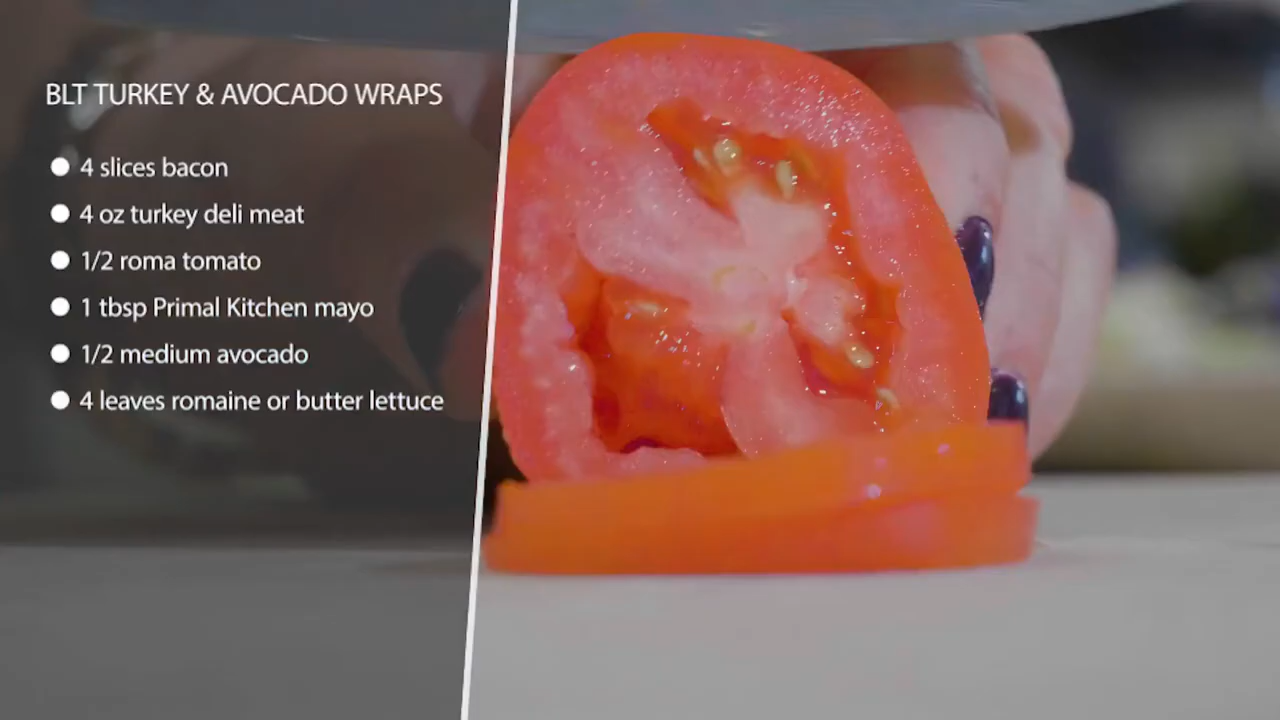 BLT TURKEY & AVOCADO WRAPS
4 slices bacon
4 oz turkey deli meat
1/2 roma tomato
1 tbsp Primal Kitchen mayo
1/2 medium avocado
4 leaves romaine or butter lettuce